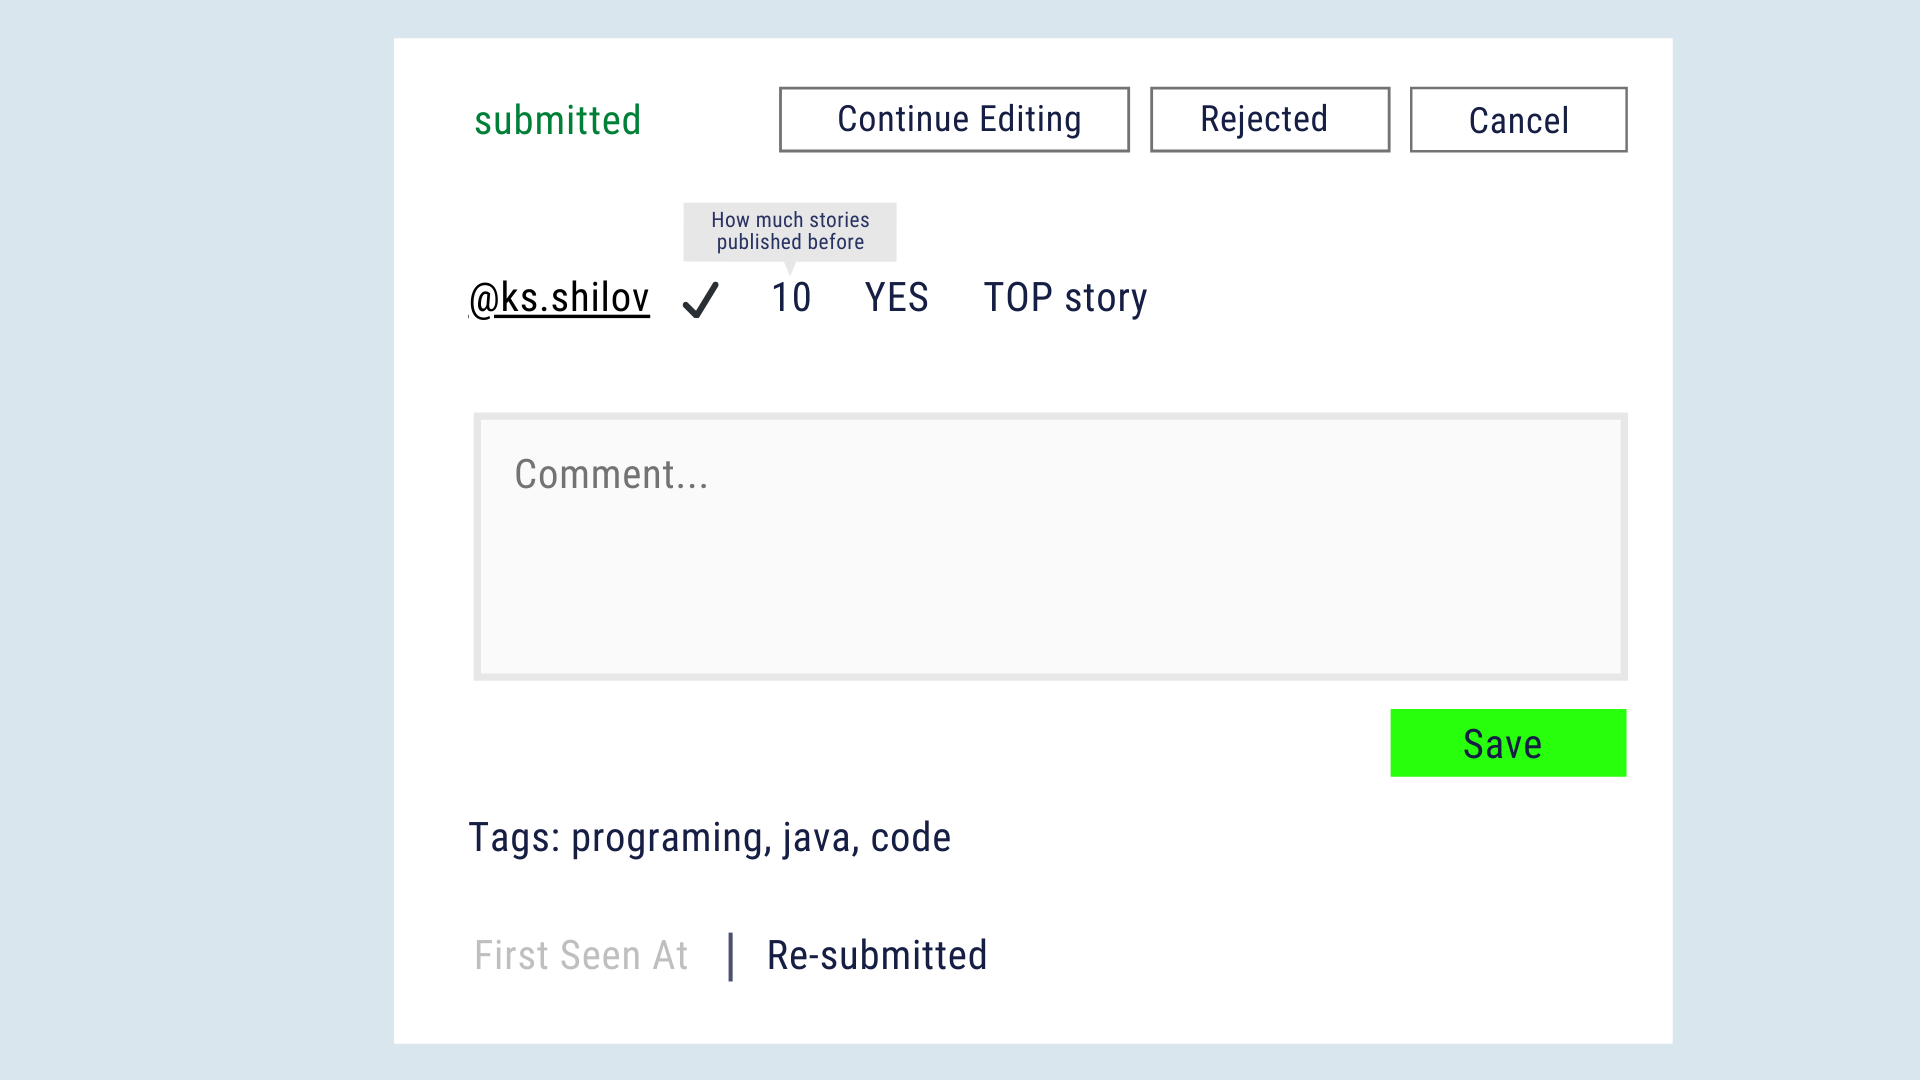 submitted
Continue Editing
Rejected
Cancel
How much stories
published before
@ks.shilov
10
YES
TOP story
Comment...
Save
Tags: programing, java, code
First Seen At
Re-submitted